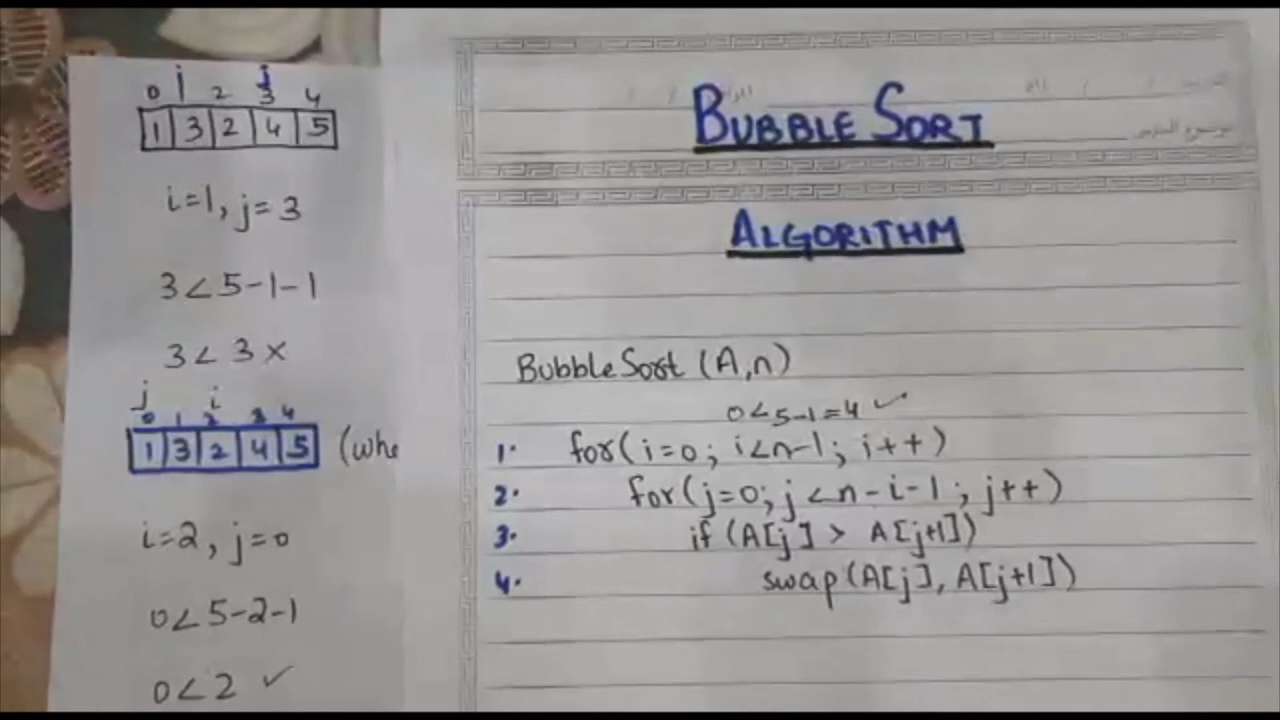 i j
0 1 2 3 4
1 3 2 4 5
i=1, j=3
3<5-1-1
3<3 ×
j i
0 1 2 3 4
1 3 2 4 5 (whe
i=2, j=0
0<5-2-1
0<2 ✓
BUBBLE SORT
ALGORITHM
BubbleSort (A,n)
0<5-1=4 ✓
1. for(i=0; i<n-1; i++)
2. for(j=0; j<n-i-1; j++)
3. if (A[j] > A[j+1])
4. swap(A[j], A[j+1])